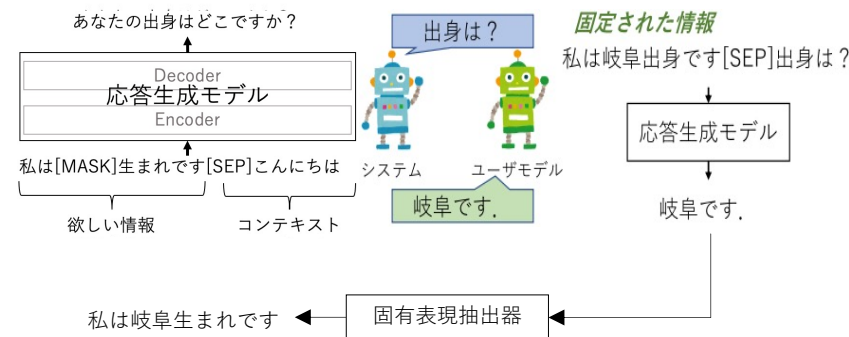 あなたの出身はどこですか？
Decoder
応答生成モデル
Encoder
私は[MASK]生まれです[SEP]こんにちは
欲しい情報
コンテキスト
出身は？
システム
ユーザモデル
岐阜です．
固定された情報
私は岐阜出身です[SEP]出身は？
応答生成モデル
岐阜です．
固有表現抽出器
私は岐阜生まれです